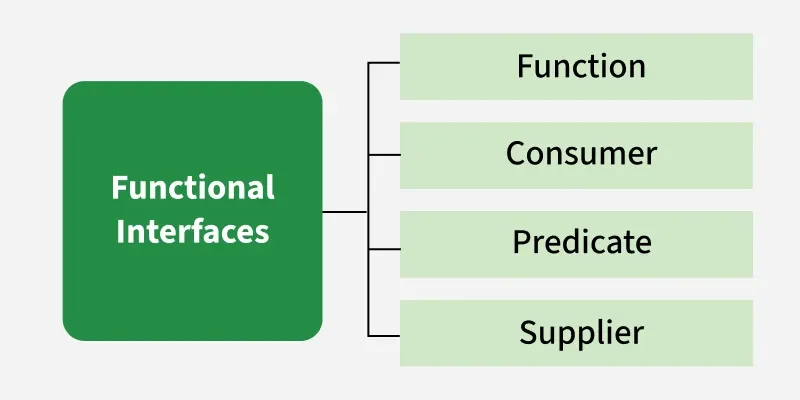 Functional
Interfaces
Function
Consumer
Predicate
Supplier